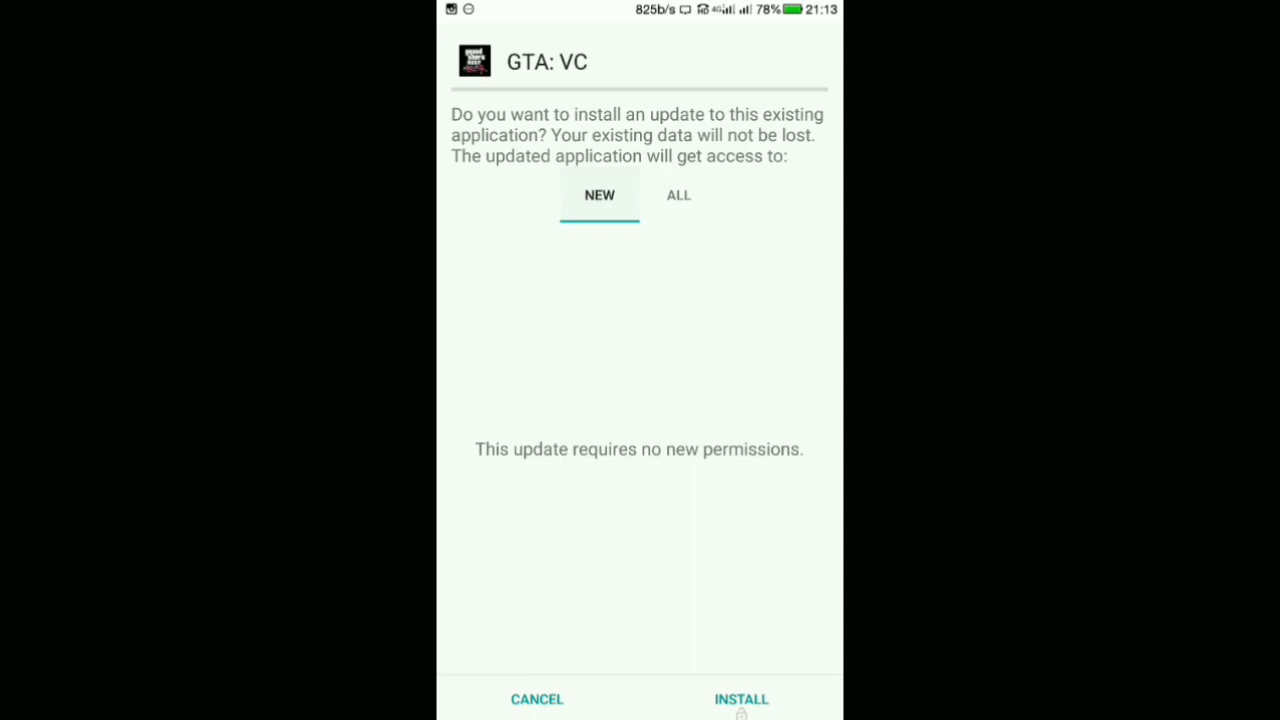 825b/s 4G 78% 21:13
GTA: VC
Do you want to install an update to this existing
application? Your existing data will not be lost.
The updated application will get access to:
NEW ALL
This update requires no new permissions.
CANCEL INSTALL